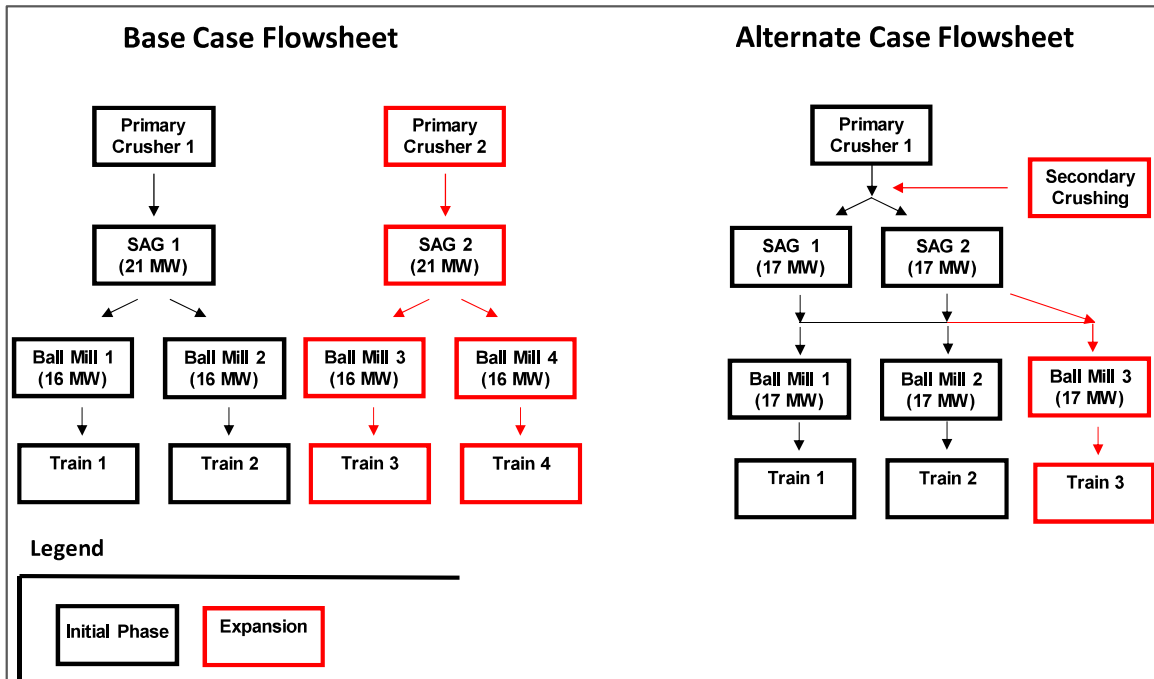 Base Case Flowsheet
Primary
Crusher 1
Primary
Crusher 2
SAG 1
(21 MW)
SAG 2
(21 MW)
Ball Mill 1
(16 MW)
Ball Mill 2
(16 MW)
Ball Mill 3
(16 MW)
Ball Mill 4
(16 MW)
Train 1
Train 2
Train 3
Train 4
Legend
Initial Phase
Expansion
Alternate Case Flowsheet
Primary
Crusher 1
Secondary
Crushing
SAG 1
(17 MW)
SAG 2
(17 MW)
Ball Mill 1
(17 MW)
Ball Mill 2
(17 MW)
Ball Mill 3
(17 MW)
Train 1
Train 2
Train 3